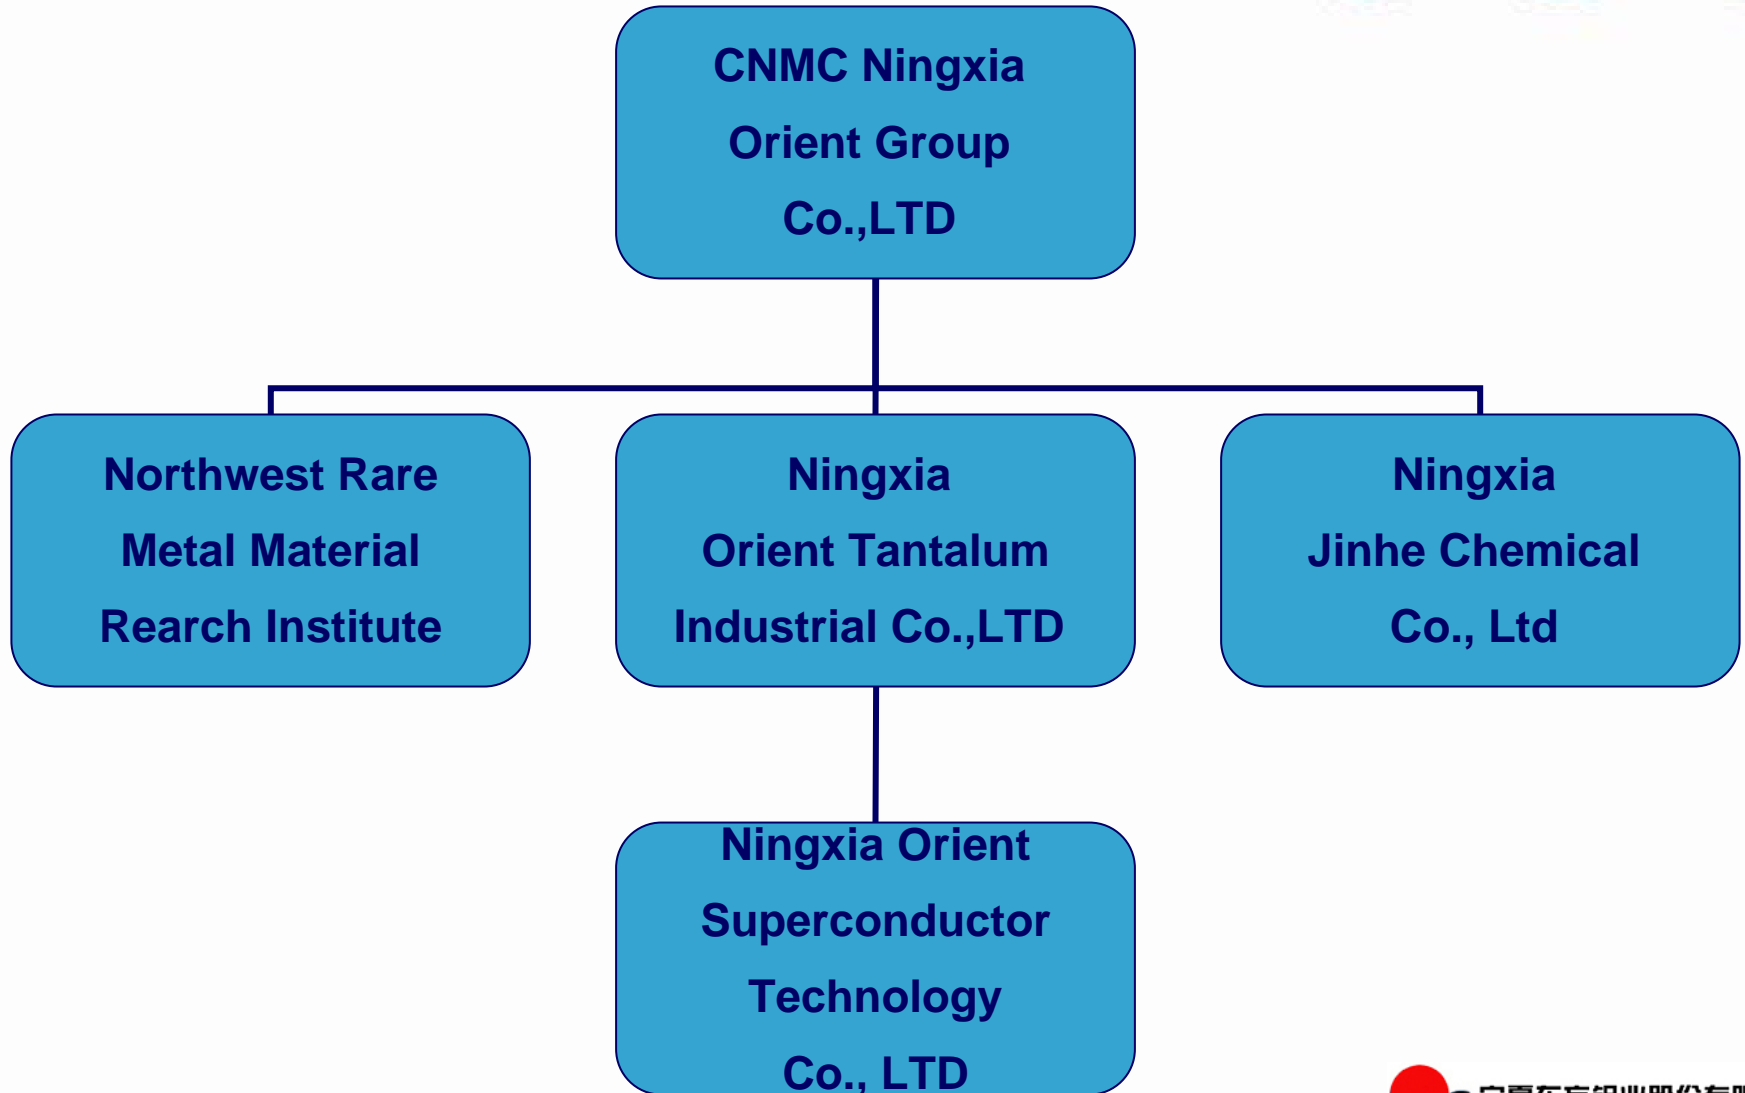 CNMC Ningxia
Orient Group
Co.,LTD
Northwest Rare
Metal Material
Rearch Institute
Ningxia
Orient Tantalum
Industrial Co.,LTD
Ningxia
Jinhe Chemical
Co., Ltd
Ningxia Orient
Superconductor
Technology
Co., LTD